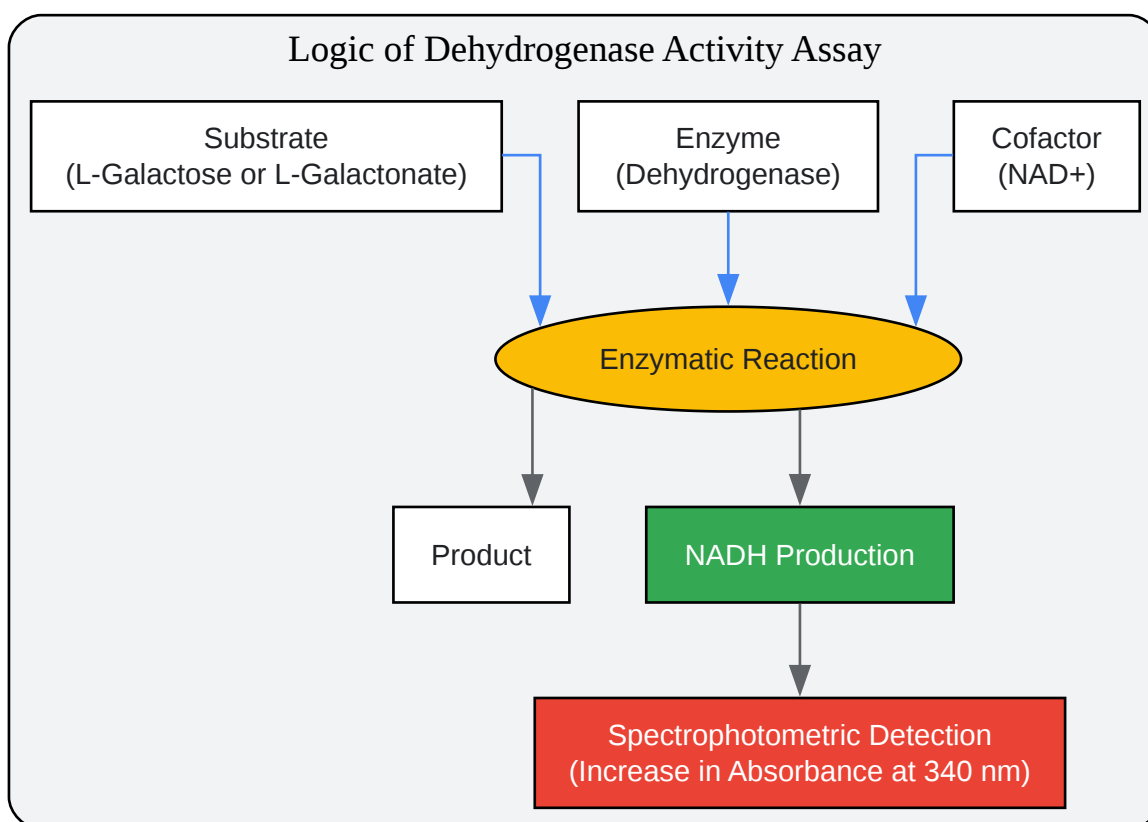 Logic of Dehydrogenase Activity Assay
Substrate
(L-Galactose or L-Galactonate)
Enzyme
(Dehydrogenase)
Cofactor
(NAD+)
Enzymatic Reaction
Product
NADH Production
Spectrophotometric Detection
(Increase in Absorbance at 340 nm)